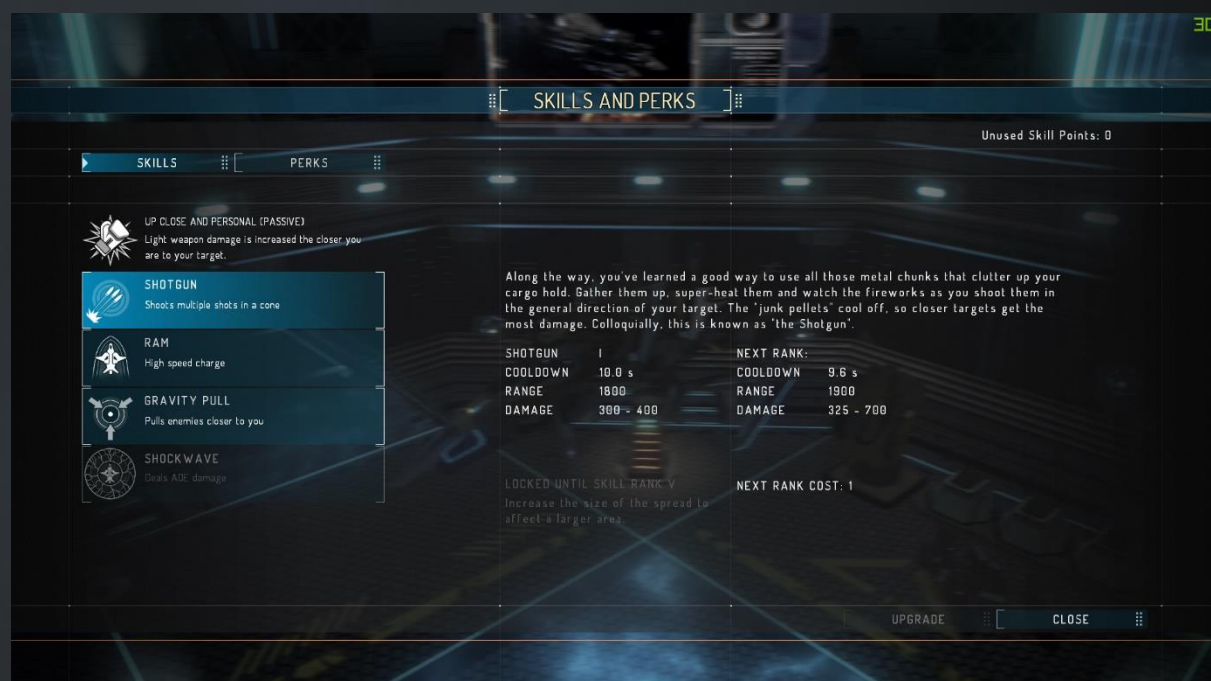 30
SKILLS AND PERKS
Unused Skill Points: 0
SKILLS
PERKS
UP CLOSE AND PERSONAL (PASSIVE)
Light weapon damage is increased the closer you
are to your target.
SHOTGUN
Shoots multiple shots in a cone
RAM
High speed charge
GRAVITY PULL
Pulls enemies closer to you
SHOCKWAVE
Deals AOE damage
Along the way, you've learned a good way to use all those metal chunks that clutter up your
cargo hold. Gather them up, super-heat them and watch the fireworks as you shoot them in
the general direction of your target. The "junk pellets" cool off, so closer targets get the
most damage. Colloquially, this is known as "the Shotgun".
SHOTGUN I
COOLDOWN 10.0 s
RANGE 1800
DAMAGE 300 - 400
NEXT RANK:
COOLDOWN 9.6 s
RANGE 1900
DAMAGE 325 - 700
LOCKED UNTIL SKILL RANK V
Increase the size of the spread to
affect a larger area.
NEXT RANK COST: 1
UPGRADE
CLOSE